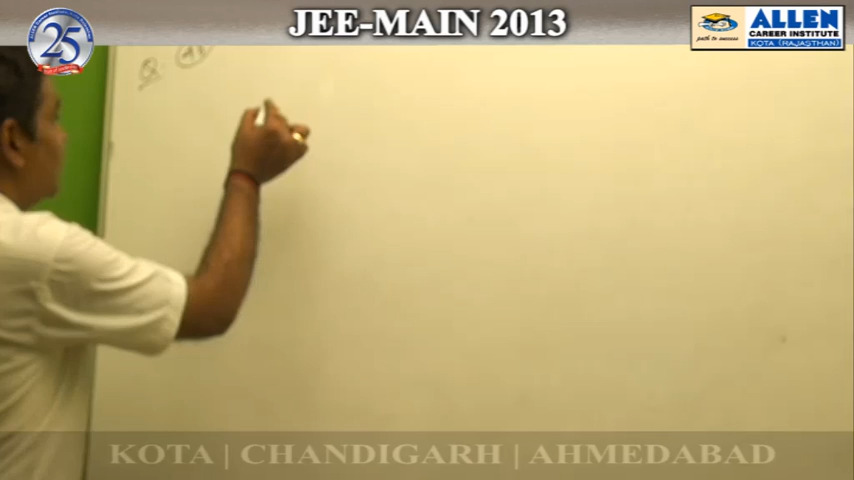 JEE-MAIN 2013
25
path to success
ALLEN
CAREER INSTITUTE
KOTA (RAJASTHAN)
Q.
KOTA | CHANDIGARH | AHMEDABAD